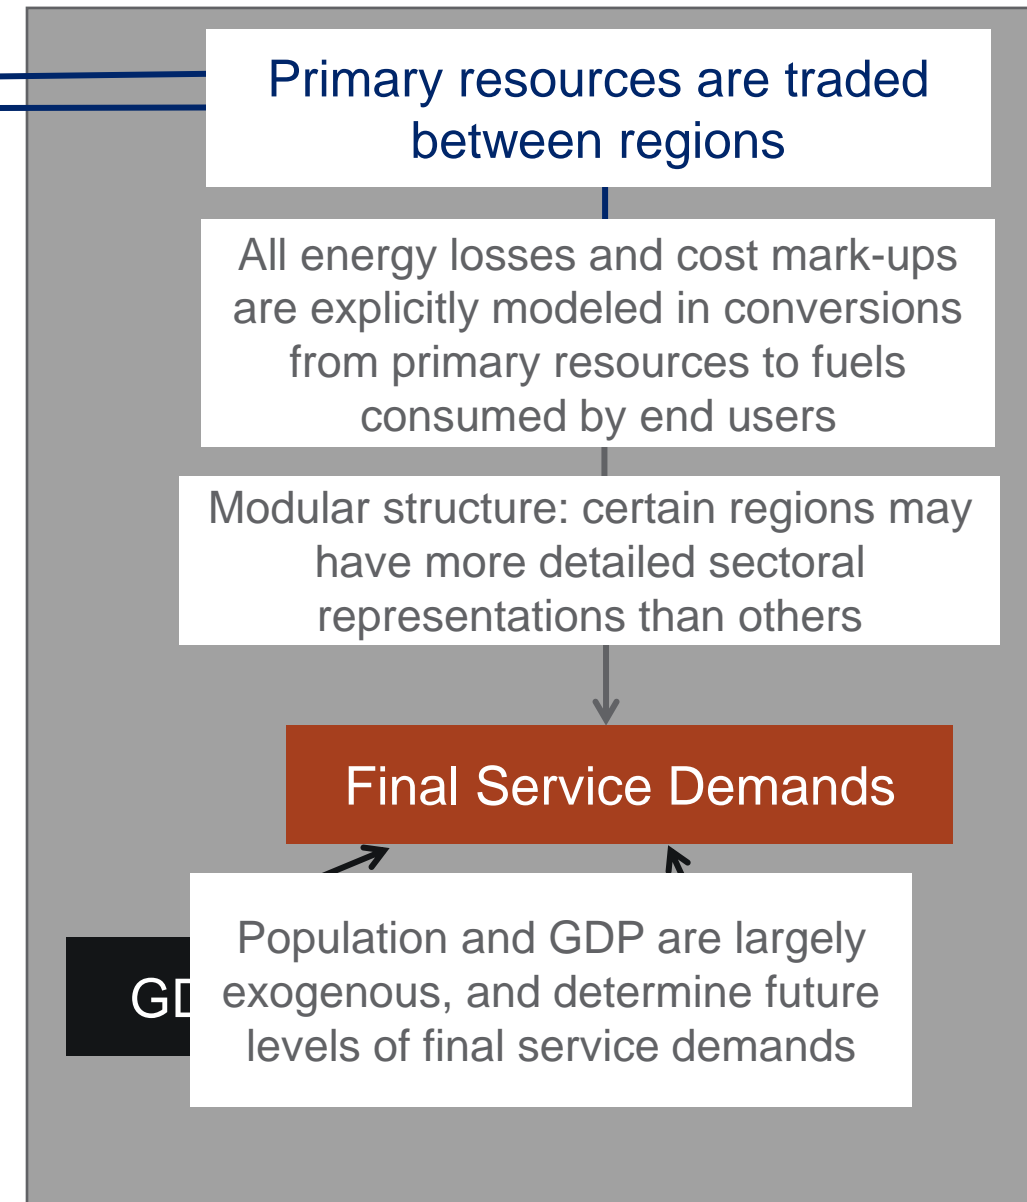 Primary resources are traded
between regions
All energy losses and cost mark-ups
are explicitly modeled in conversions
from primary resources to fuels
consumed by end users
Modular structure: certain regions may
have more detailed sectoral
representations than others
Final Service Demands
Population and GDP are largely
exogenous, and determine future
levels of final service demands